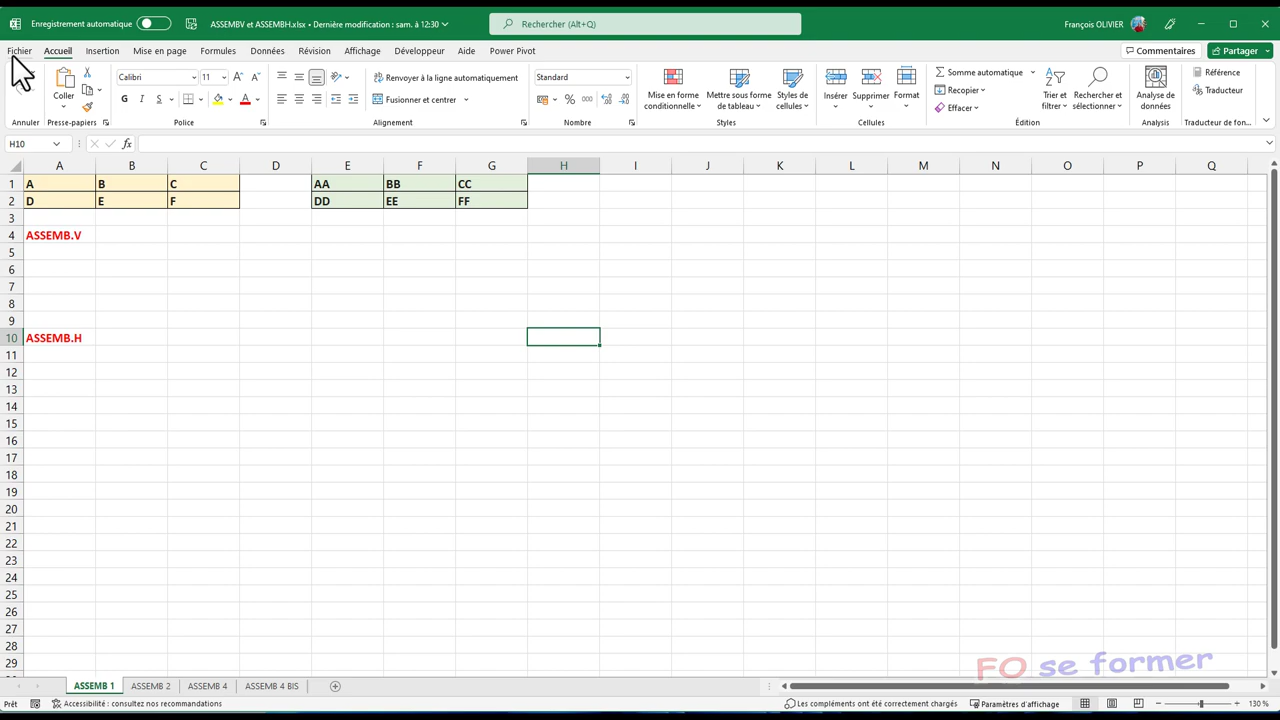 Enregistrement automatique
ASSEMBV et ASSEMBH.xlsx • Dernière modification : sam. à 12:30
Rechercher (Alt+Q)
François OLIVIER
Fichier Accueil Insertion Mise en page Formules Données Révision Affichage Développeur Aide Power Pivot
Commentaires Partager
Coller
Calibri 11
G I S
Renvoyer à la ligne automatiquement
Fusionner et centrer
Standard
% 000
Mise en forme conditionnelle
Mettre sous forme de tableau
Styles de cellules
Insérer Supprimer Format
Somme automatique
Recopier
Effacer
Trier et filtrer
Rechercher et sélectionner
Analyse de données
Référence
Traducteur
Annuler Presse-papiers Police Alignement Nombre Styles Cellules Édition Analysis Traducteur de fon...
H10 fx
A B C D E F G H I J K L M N O P Q
1 A B C AA BB CC
2 D E F DD EE FF
3
4 ASSEMB.V
5
6
7
8
9
10 ASSEMB.H
11
12
13
14
15
16
17
18
19
20
21
22
23
24
25
26
27
28
29
FO se former
ASSEMB 1 ASSEMB 2 ASSEMB 4 ASSEMB 4 BIS
Prêt Accessibilité : consultez nos recommandations Les compléments ont été correctement chargés Paramètres d'affichage 130 %